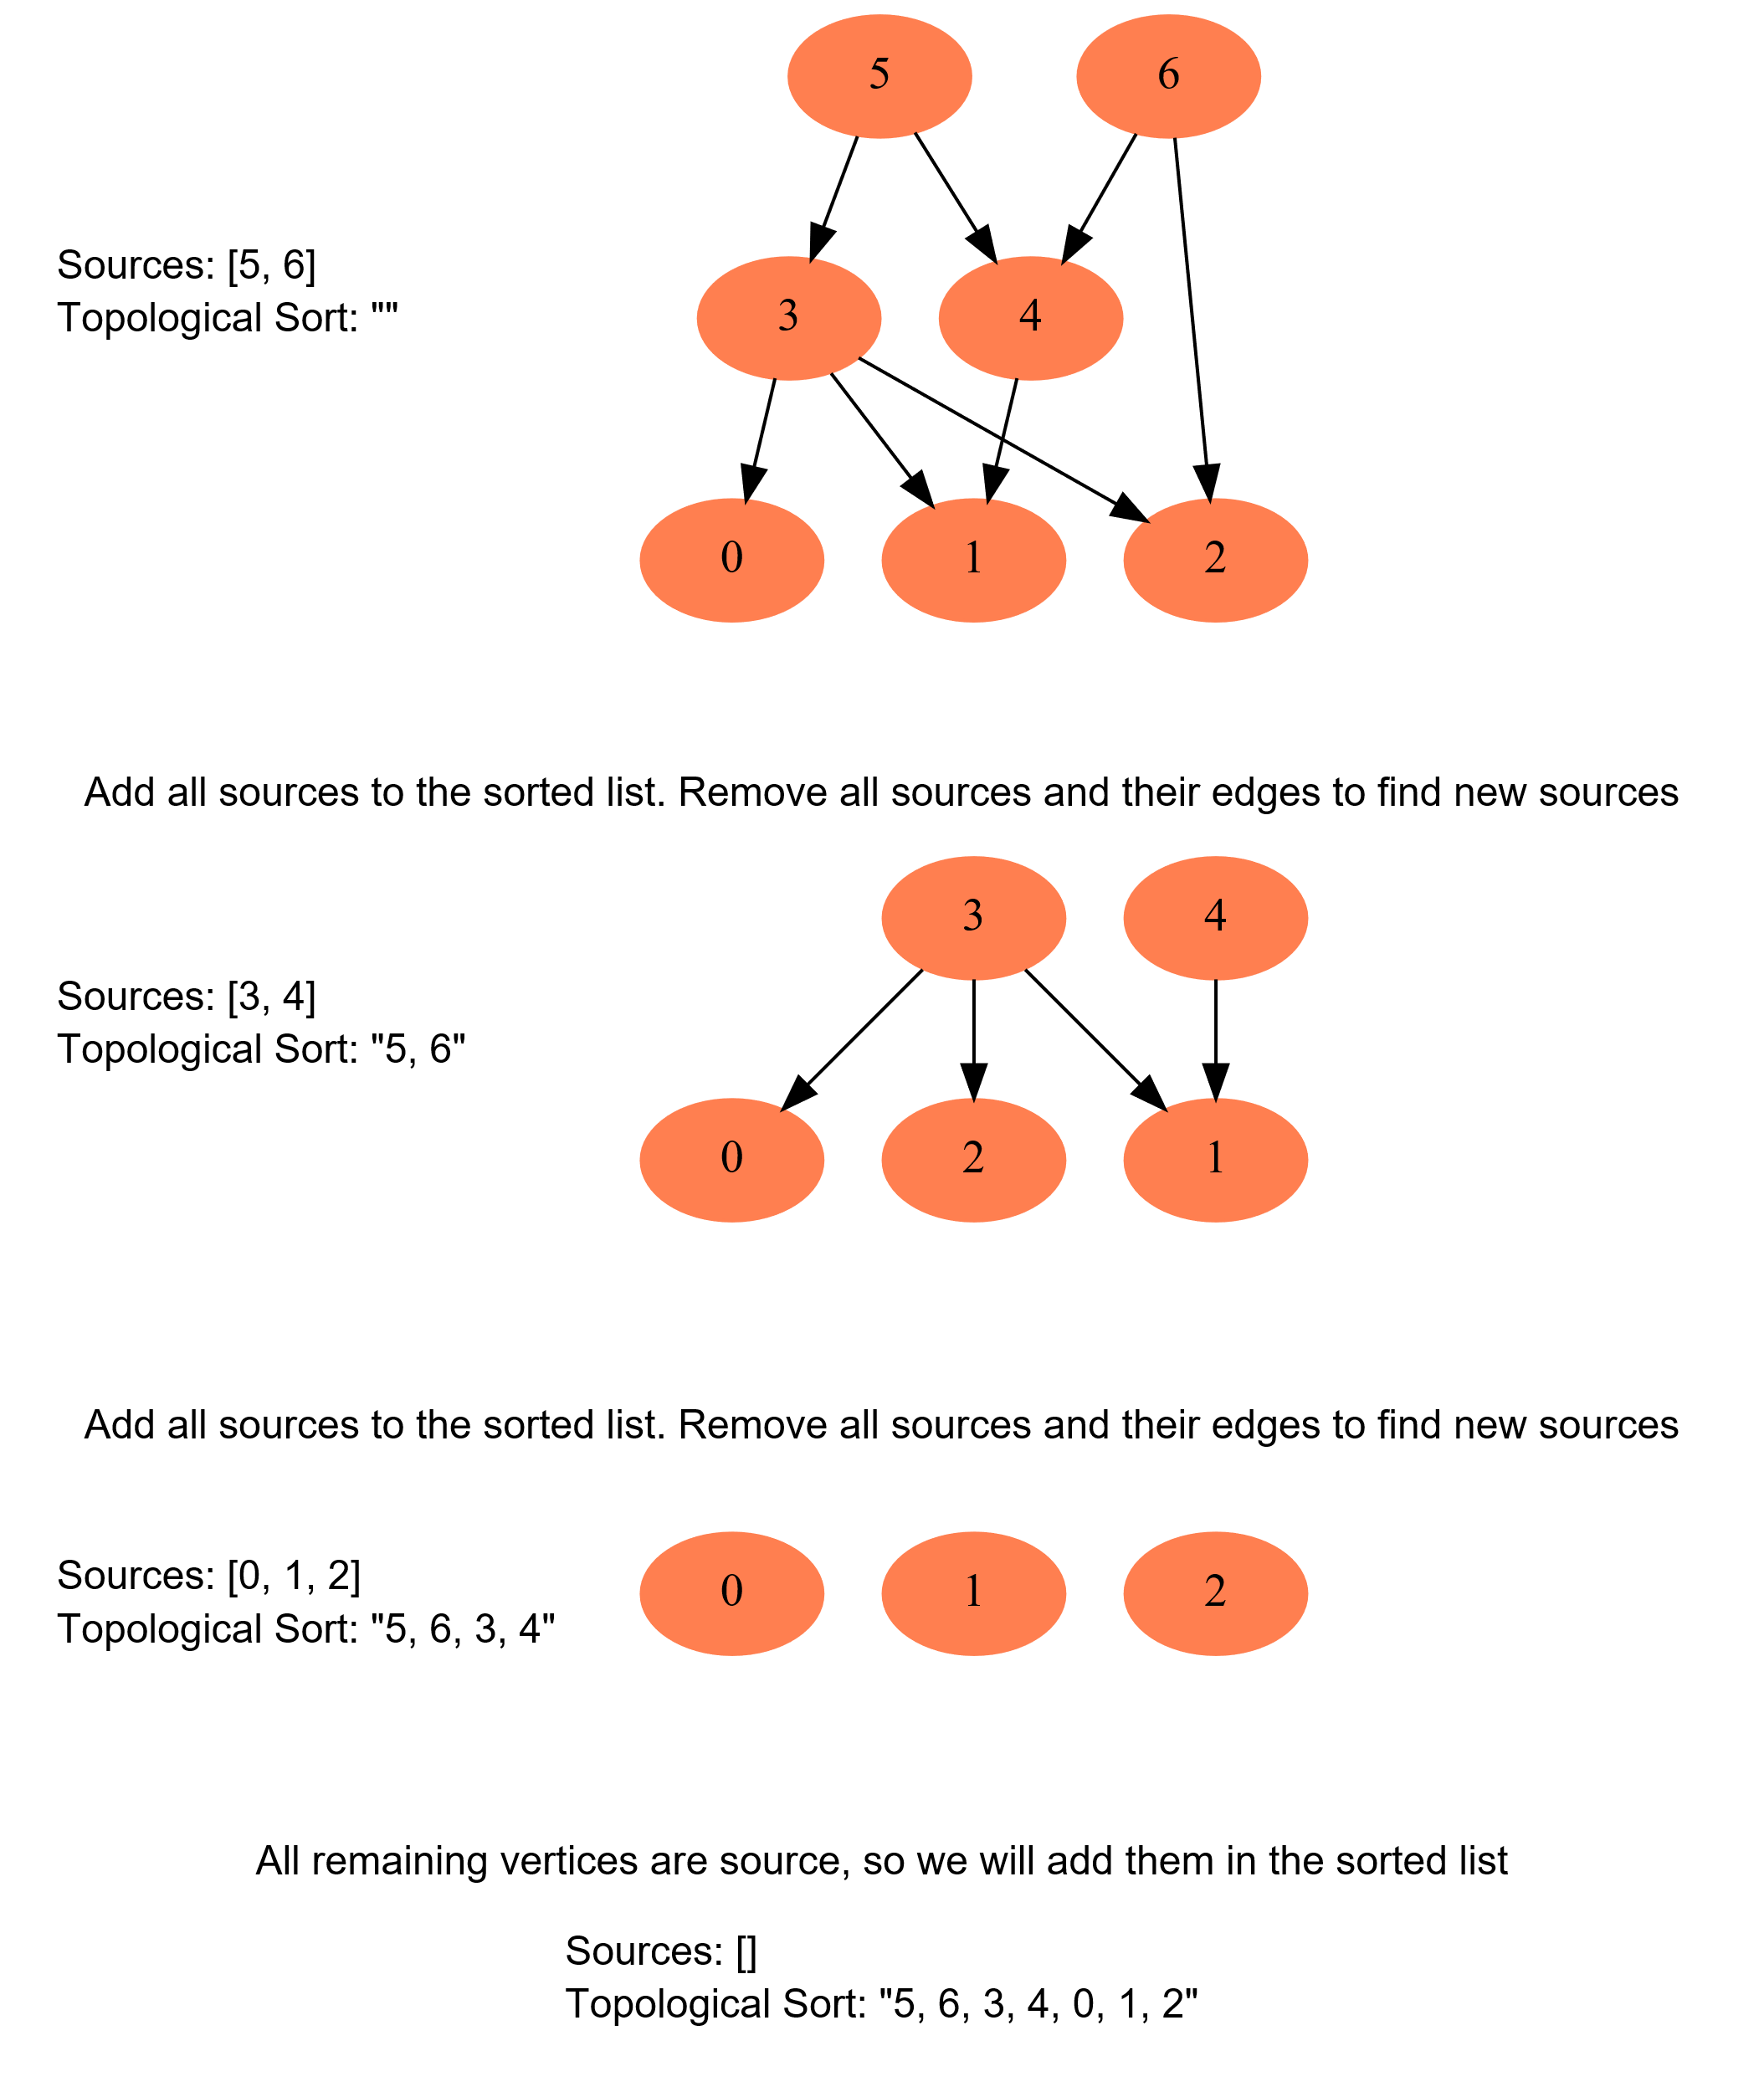 5 6
Sources: [5, 6]
Topological Sort: ""
3 4
0 1 2
Add all sources to the sorted list. Remove all sources and their edges to find new sources
3 4
Sources: [3, 4]
Topological Sort: "5, 6"
0 2 1
Add all sources to the sorted list. Remove all sources and their edges to find new sources
Sources: [0, 1, 2]
Topological Sort: "5, 6, 3, 4"
0 1 2
All remaining vertices are source, so we will add them in the sorted list
Sources: []
Topological Sort: "5, 6, 3, 4, 0, 1, 2"